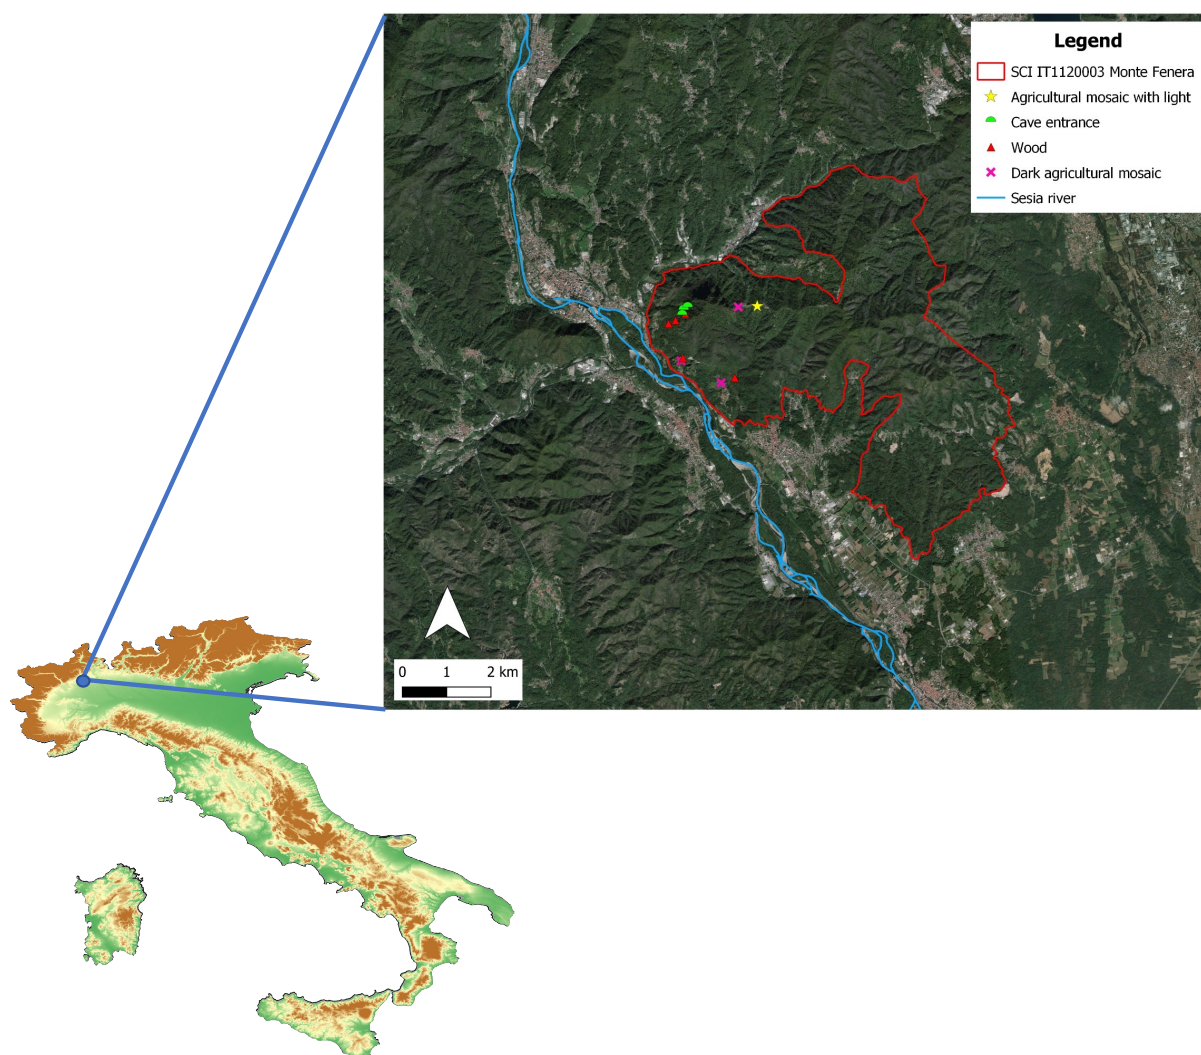 Legend
SCI IT1120003 Monte Fenera
Agricultural mosaic with light
Cave entrance
Wood
Dark agricultural mosaic
Sesia river
0 1 2 km